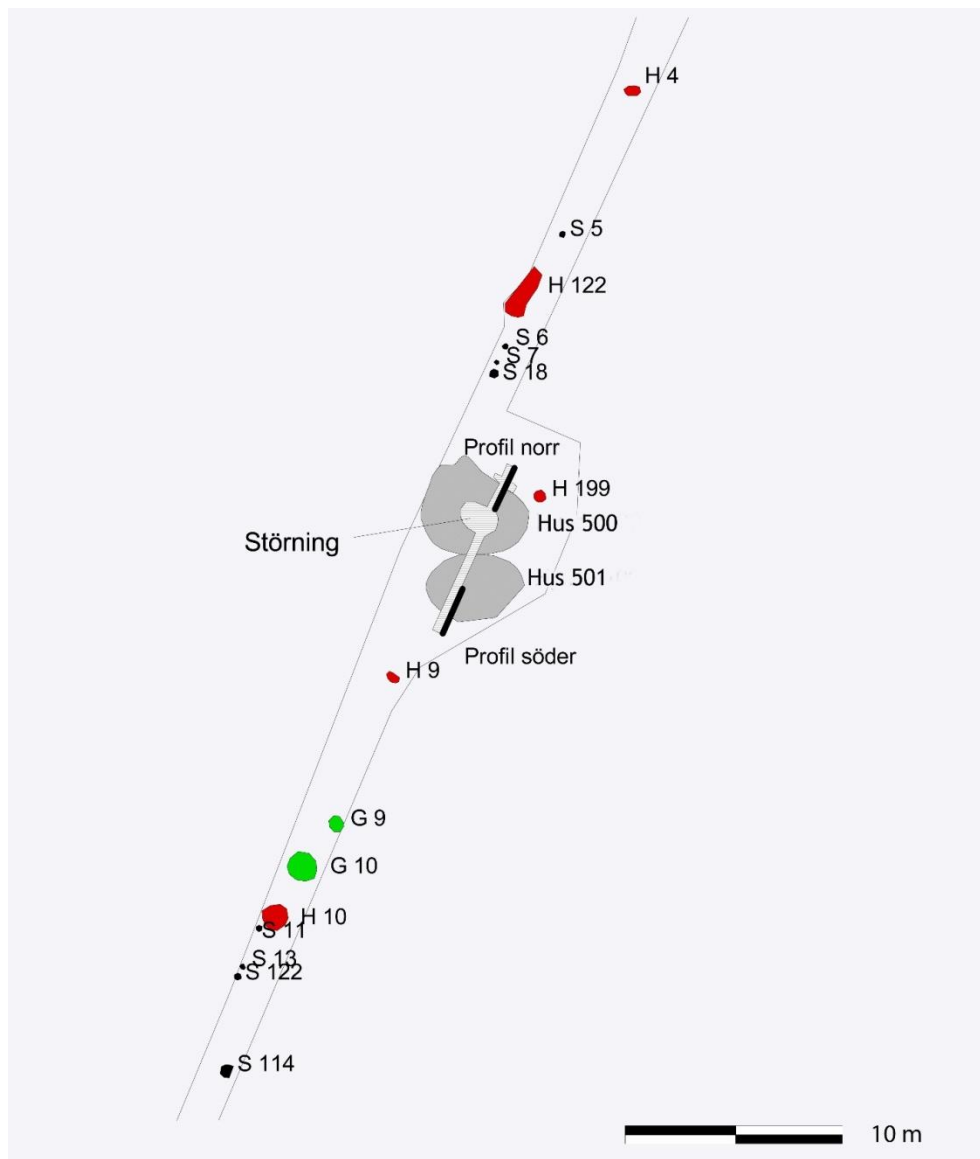 H 4
S 5
H 122
S 6
S 7
S 18
Profil norr
H 199
Hus 500
Störning
Hus 501
Profil söder
H 9
G 9
G 10
H 10
S 11
S 13
S 122
S 114
10 m